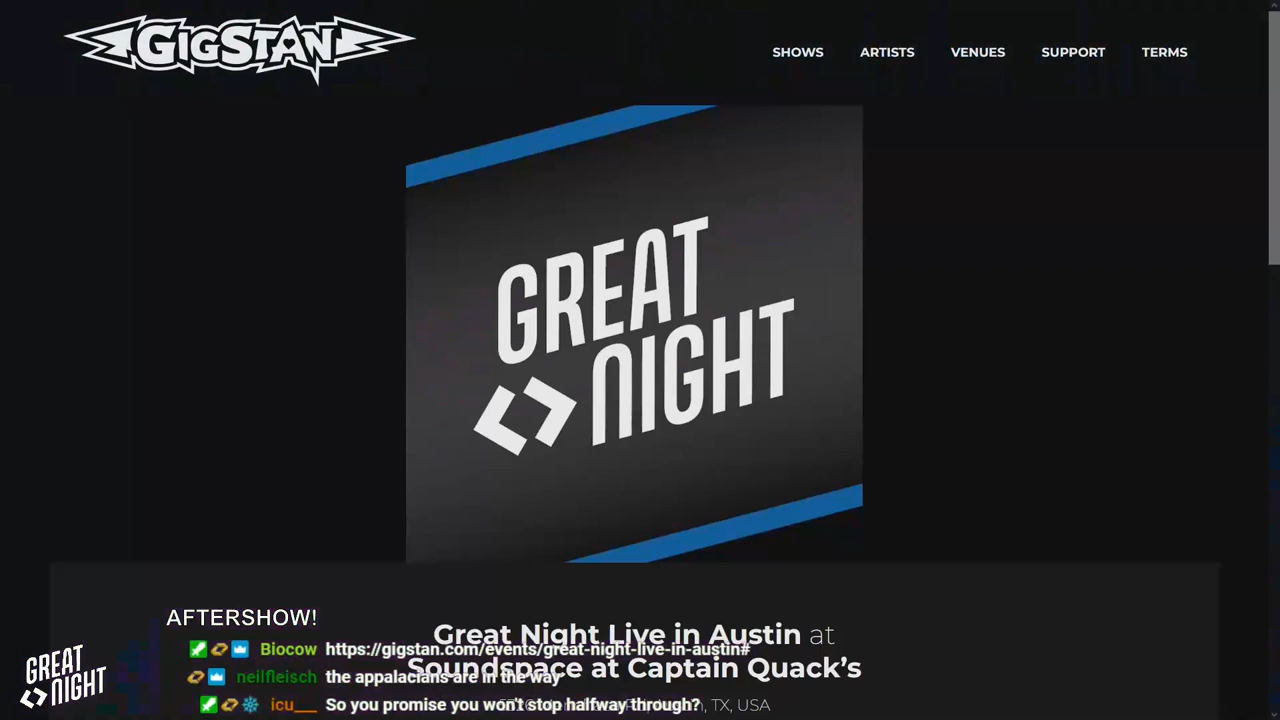 GIGSTAN
SHOWS ARTISTS VENUES SUPPORT TERMS
GREAT
NIGHT
Great Night Live in Austin at
Soundspace at Captain Quack's
TX, USA
AFTERSHOW!
Biocow https://gigstan.com/events/great-night-live-in-austin#
neilfleisch the appalacians are in the way
icu___ So you promise you won't stop halfway through?
GREAT
NIGHT